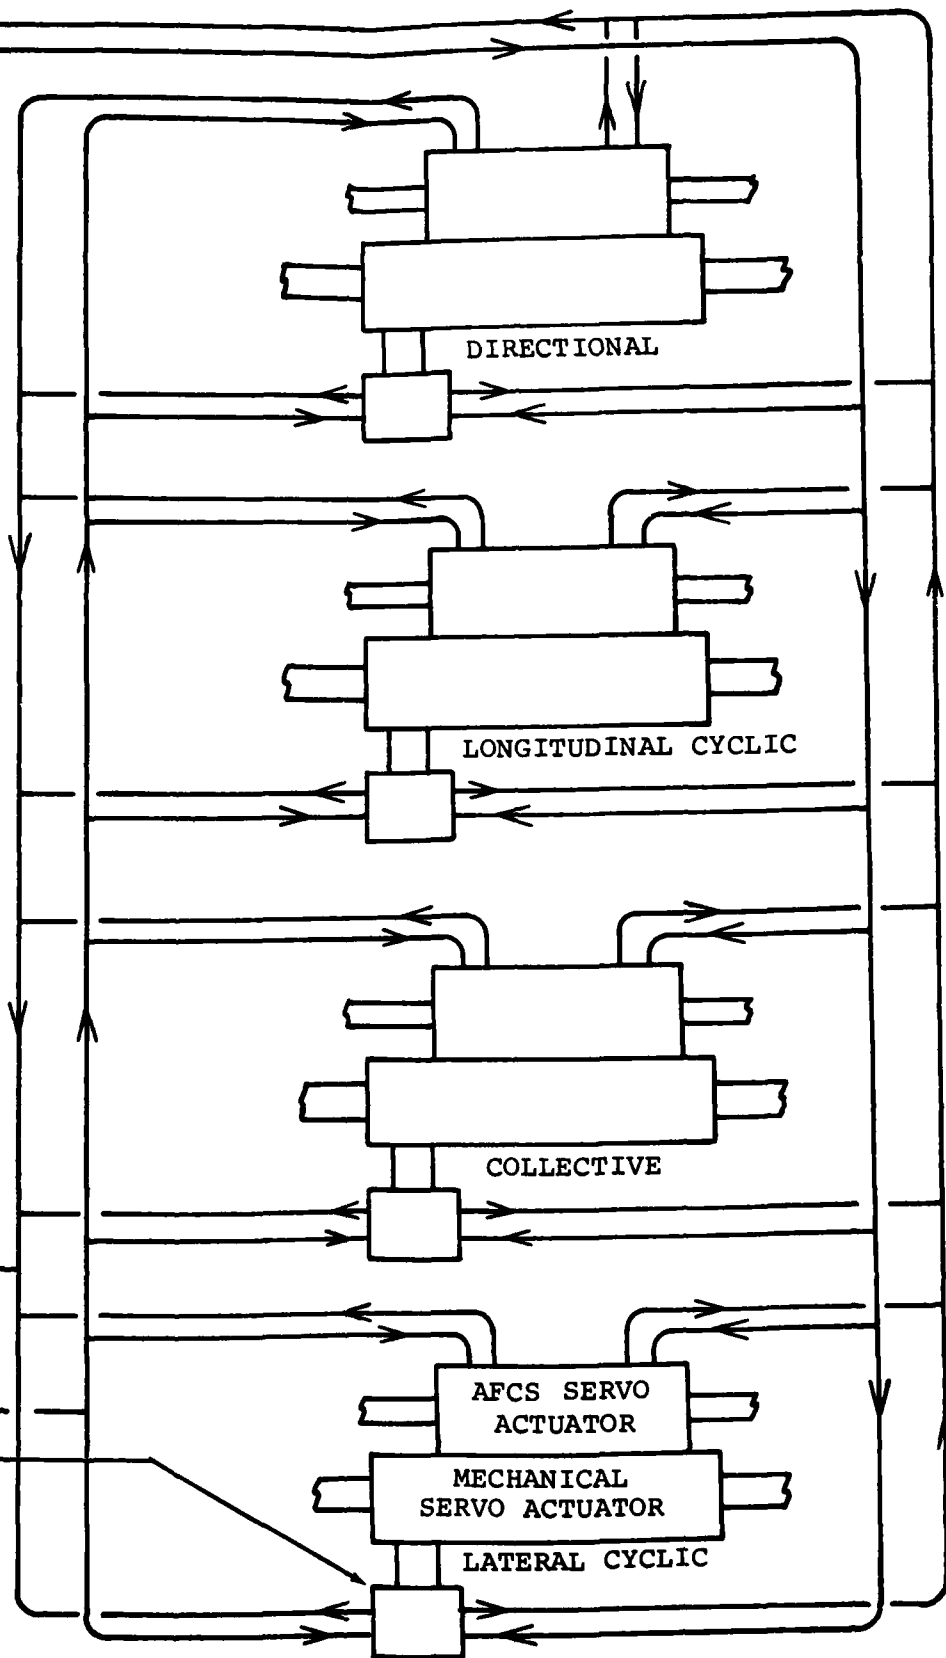 DIRECTIONAL
LONGITUDINAL CYCLIC
COLLECTIVE
AFCS SERVO
ACTUATOR
MECHANICAL
SERVO ACTUATOR
LATERAL CYCLIC